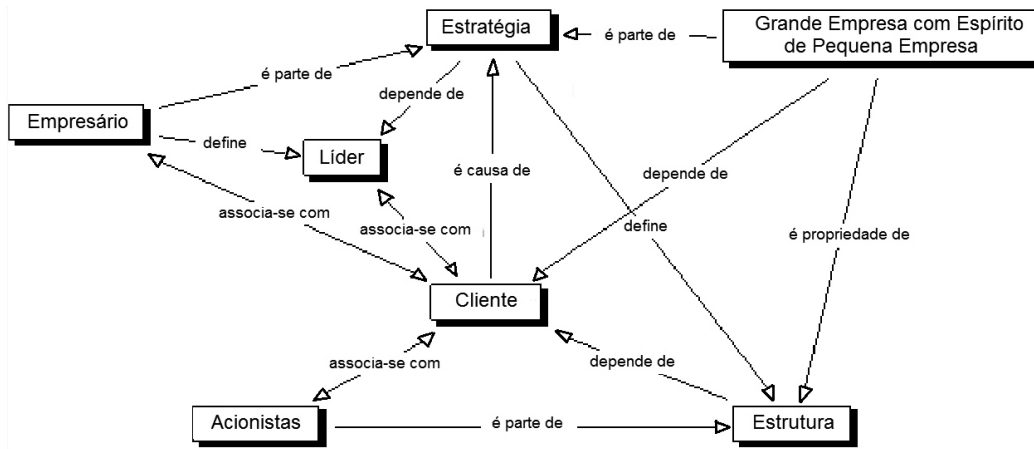 Estratégia
é parte de
Grande Empresa com Espírito
de Pequena Empresa
é parte de
depende de
Empresário
define
Líder
é causa de
depende de
associa-se com
associa-se com
define
é propriedade de
Cliente
associa-se com
depende de
Acionistas
é parte de
Estrutura